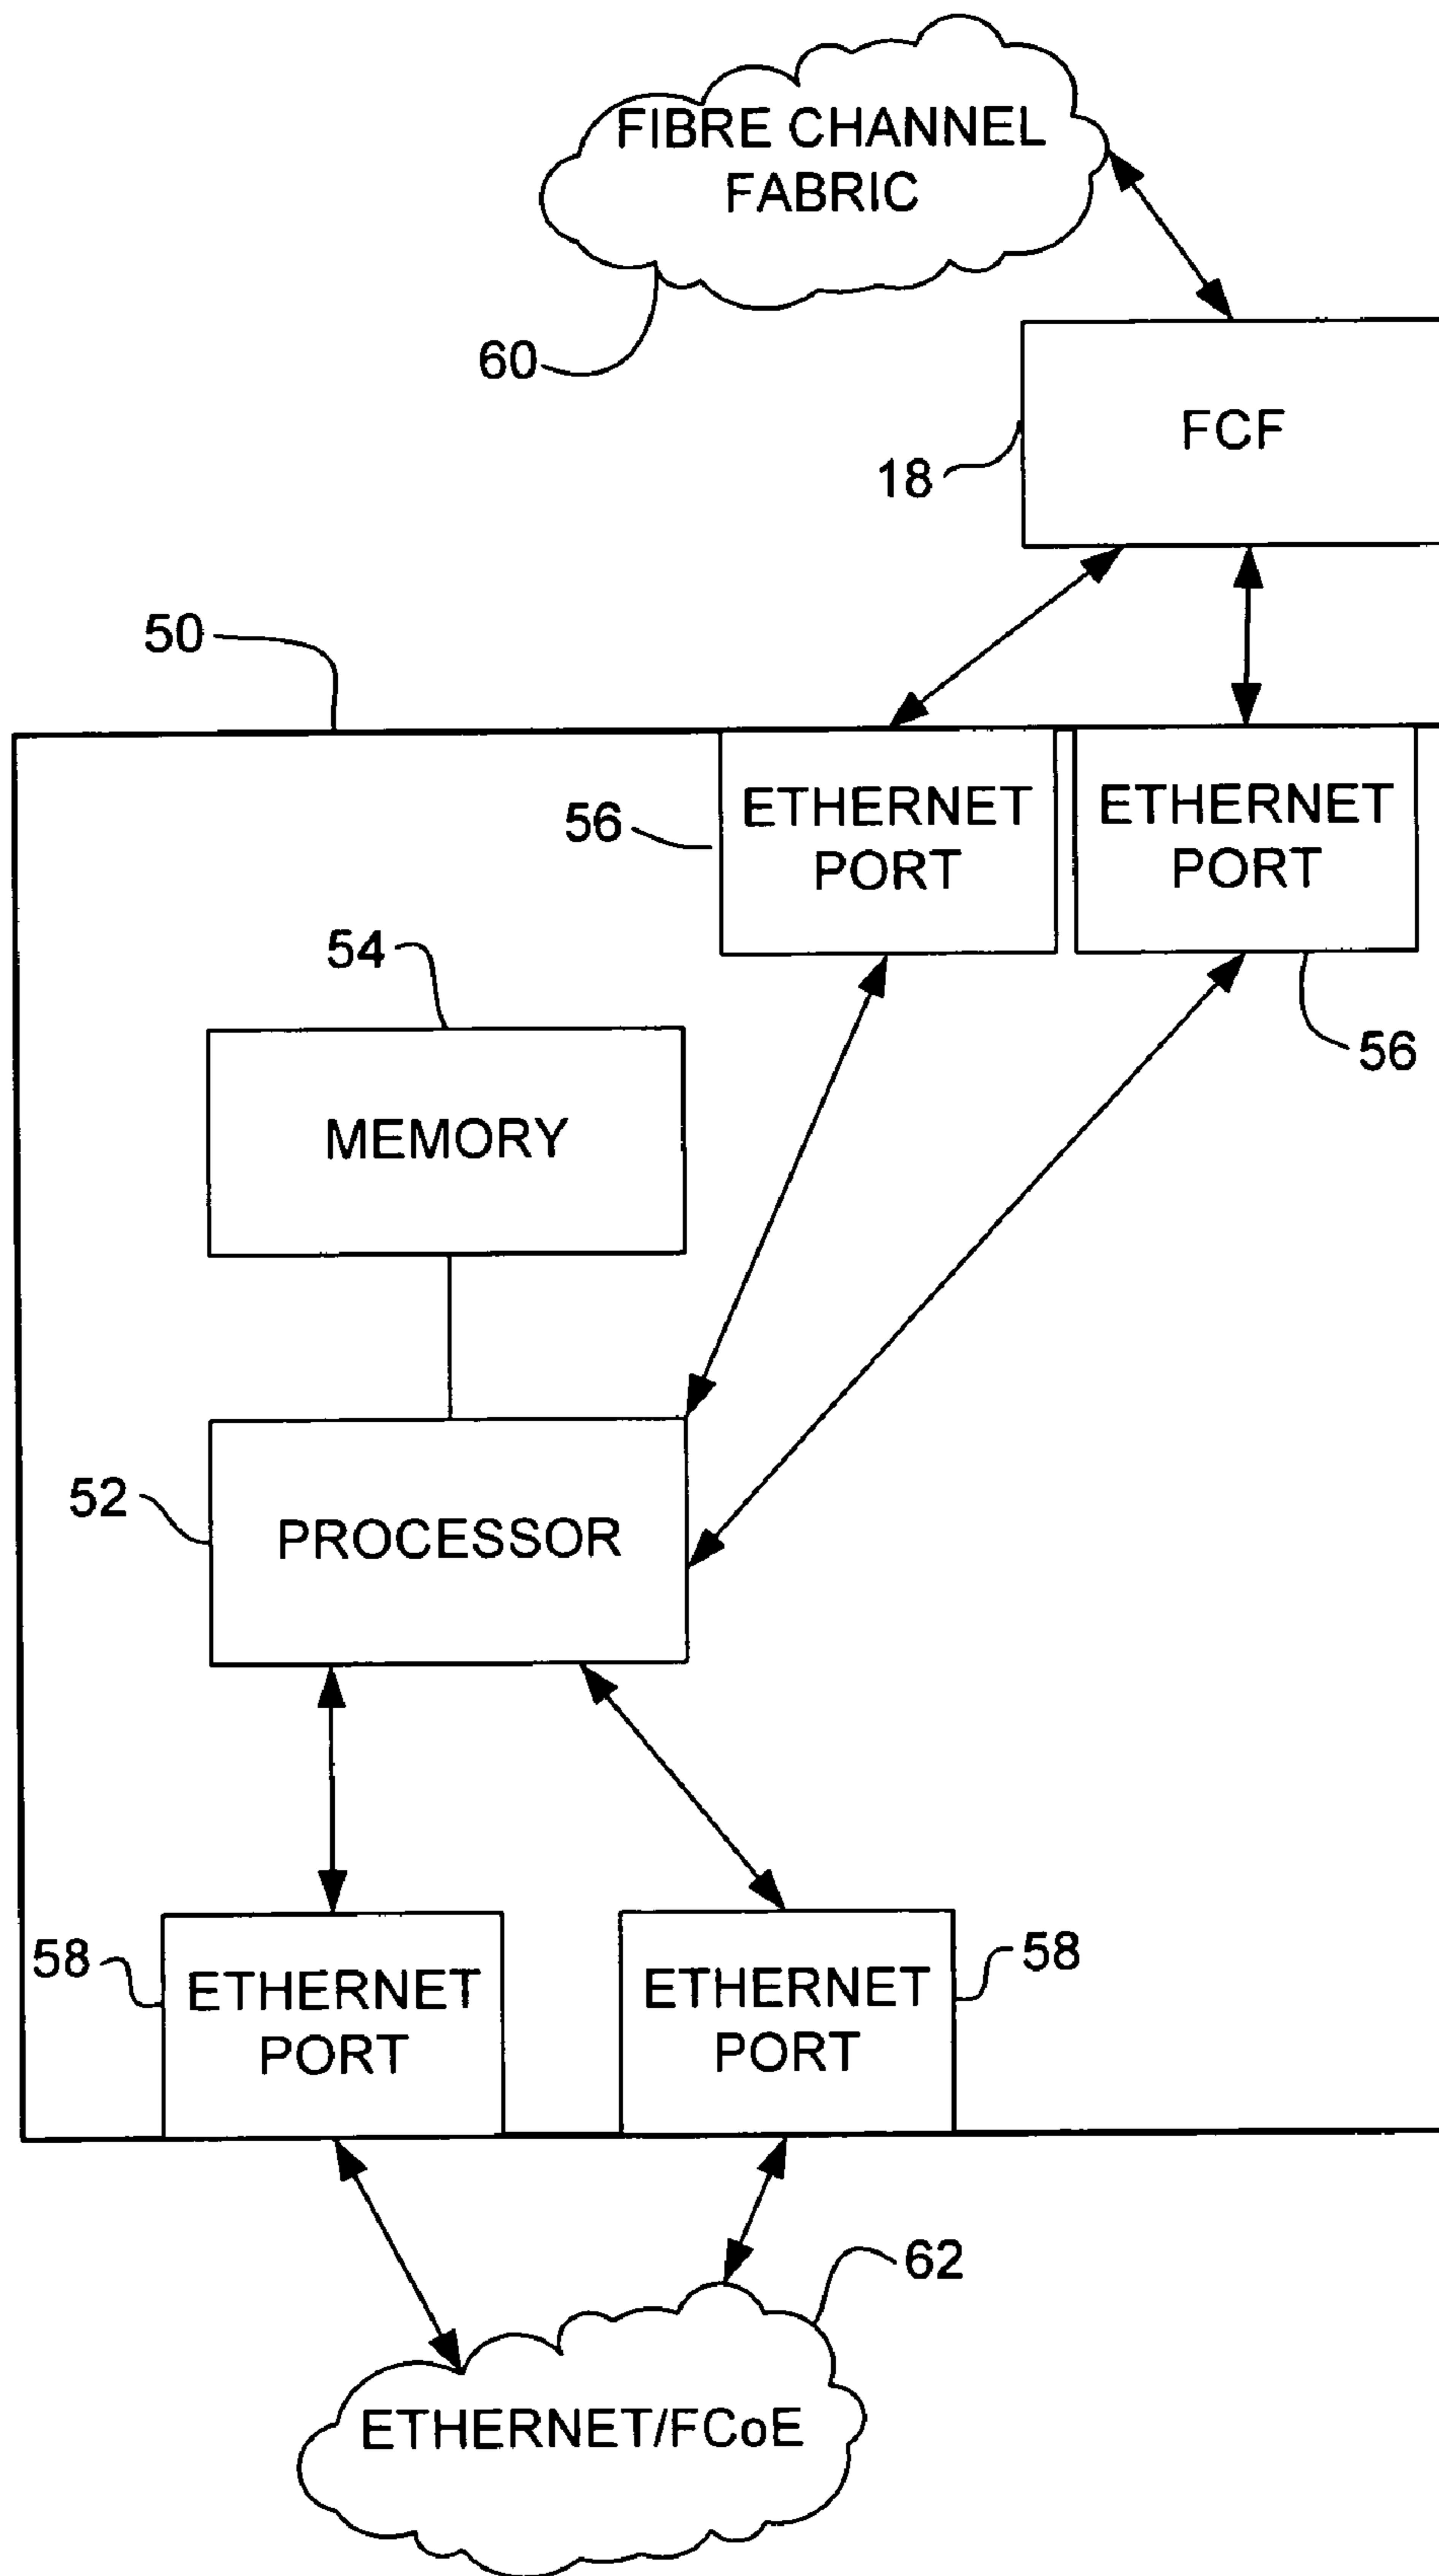 FIBRE CHANNEL
FABRIC
60
FCF
18
50
ETHERNET
PORT
ETHERNET
PORT
56
54
56
MEMORY
52
PROCESSOR
58
ETHERNET
PORT
ETHERNET
PORT
58
62
ETHERNET/FCoE